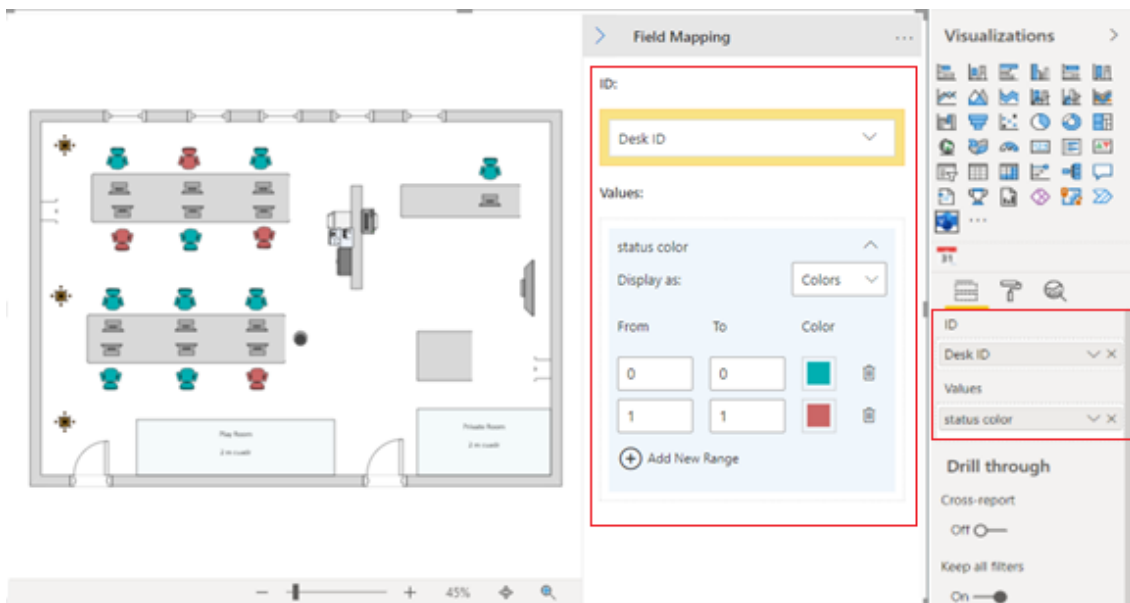 Field Mapping
ID:
Desk ID
Values:
status color
Display as:
Colors
From To Color
0 0
1 1
Add New Range
Play Room
Private Room
45%
Visualizations
31
ID
Desk ID
Values
status color
Drill through
Cross-report
Off
Keep all filters
On